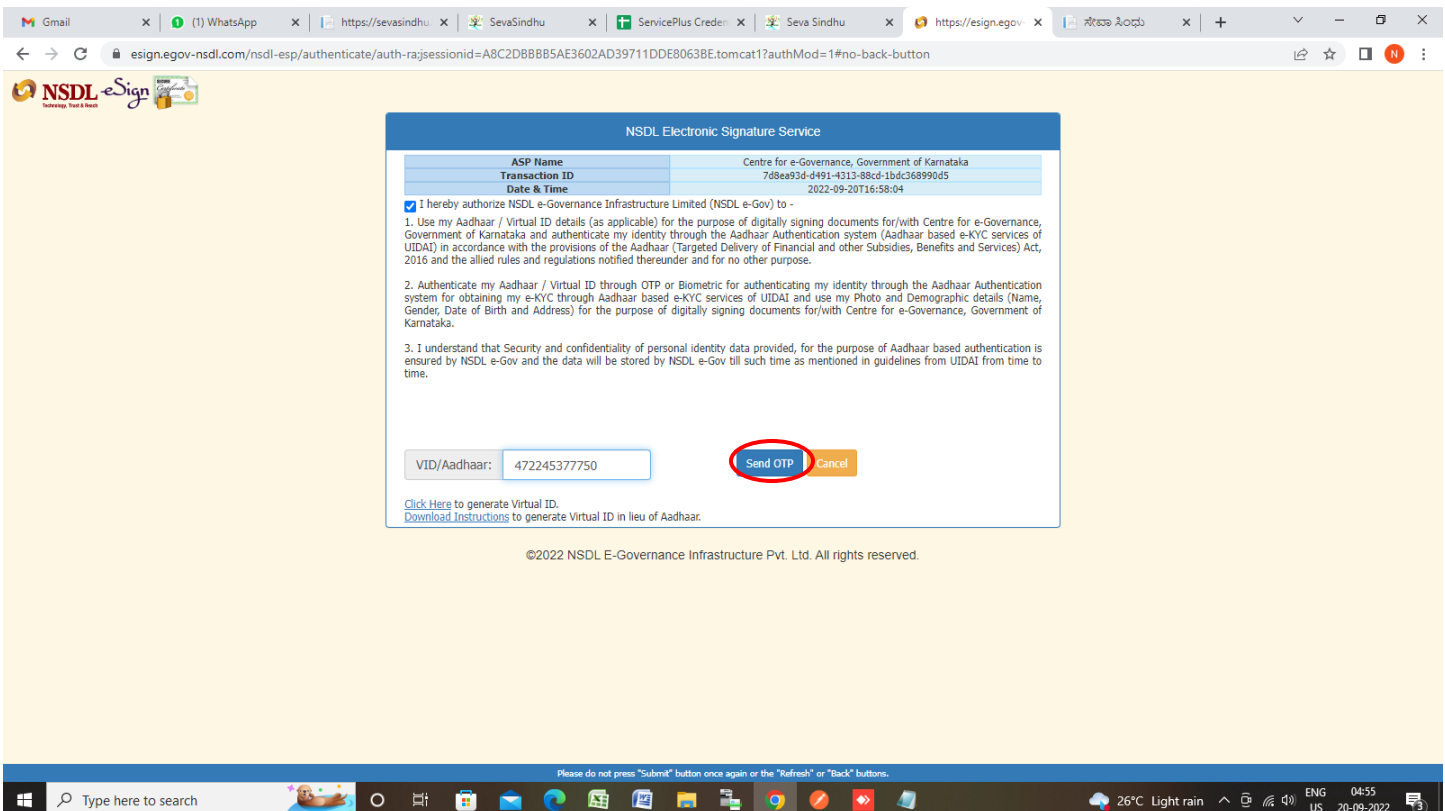 Gmail
(1) WhatsApp
https://sevasindhu
SevaSindhu
ServicePlus Creden
Seva Sindhu
https://esign.egov-
ಸೇವಾ ಸಿಂಧು
esign.egov-nsdl.com/nsdl-esp/authenticate/auth-ra;jsessionid=A8C2DBBBB5AE3602AD39711DDE8063BE.tomcat1?authMod=1#no-back-button
N
NSDL eSign
Technology, Trust & Reach
NSDL Electronic Signature Service
ASP Name Centre for e-Governance, Government of Karnataka
Transaction ID 7d8ea93d-d491-4313-88cd-1bdc368990d5
Date & Time 2022-09-20T16:58:04
I hereby authorize NSDL e-Governance Infrastructure Limited (NSDL e-Gov) to -
1. Use my Aadhaar / Virtual ID details (as applicable) for the purpose of digitally signing documents for/with Centre for e-Governance,
Government of Karnataka and authenticate my identity through the Aadhaar Authentication system (Aadhaar based e-KYC services of
UIDAI) in accordance with the provisions of the Aadhaar (Targeted Delivery of Financial and other Subsidies, Benefits and Services) Act,
2016 and the allied rules and regulations notified thereunder and for no other purpose.
2. Authenticate my Aadhaar / Virtual ID through OTP or Biometric for authenticating my identity through the Aadhaar Authentication
system for obtaining my e-KYC through Aadhaar based e-KYC services of UIDAI and use my Photo and Demographic details (Name,
Gender, Date of Birth and Address) for the purpose of digitally signing documents for/with Centre for e-Governance, Government of
Karnataka.
3. I understand that Security and confidentiality of personal identity data provided, for the purpose of Aadhaar based authentication is
ensured by NSDL e-Gov and the data will be stored by NSDL e-Gov till such time as mentioned in guidelines from UIDAI from time to
time.
VID/Aadhaar: 472245377750 Send OTP Cancel
Click Here to generate Virtual ID.
Download Instructions to generate Virtual ID in lieu of Aadhaar.
©2022 NSDL E-Governance Infrastructure Pvt. Ltd. All rights reserved.
Please do not press "Submit" button once again or the "Refresh" or "Back" buttons.
Type here to search
26°C Light rain
ENG
US
04:55
20-09-2022
3